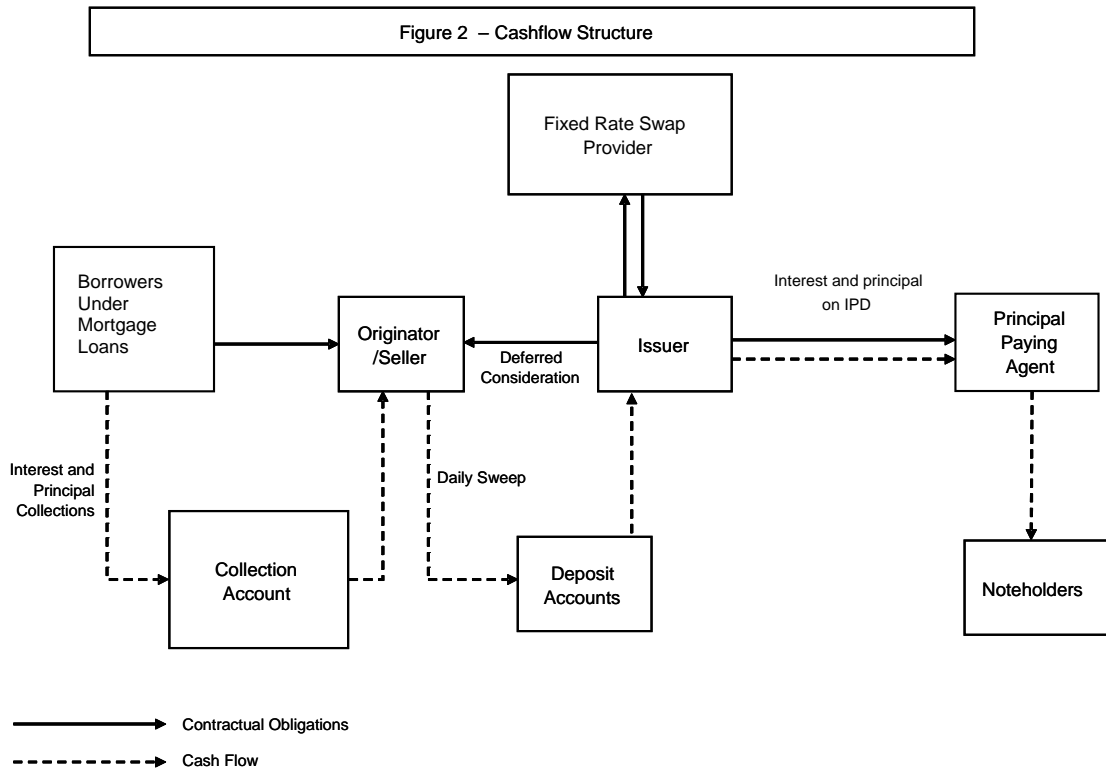 Figure 2 – Cashflow Structure
Fixed Rate Swap
Provider
Borrowers
Under
Mortgage
Loans
Originator
/Seller
Deferred
Consideration
Issuer
Interest and principal
on IPD
Principal
Paying
Agent
Interest and
Principal
Collections
Daily Sweep
Collection
Account
Deposit
Accounts
Noteholders
Contractual Obligations
Cash Flow